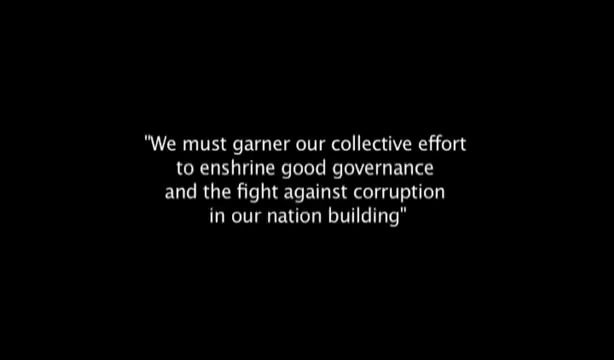 "We must garner our collective effort
to enshrine good governance
and the fight against corruption
in our nation building"